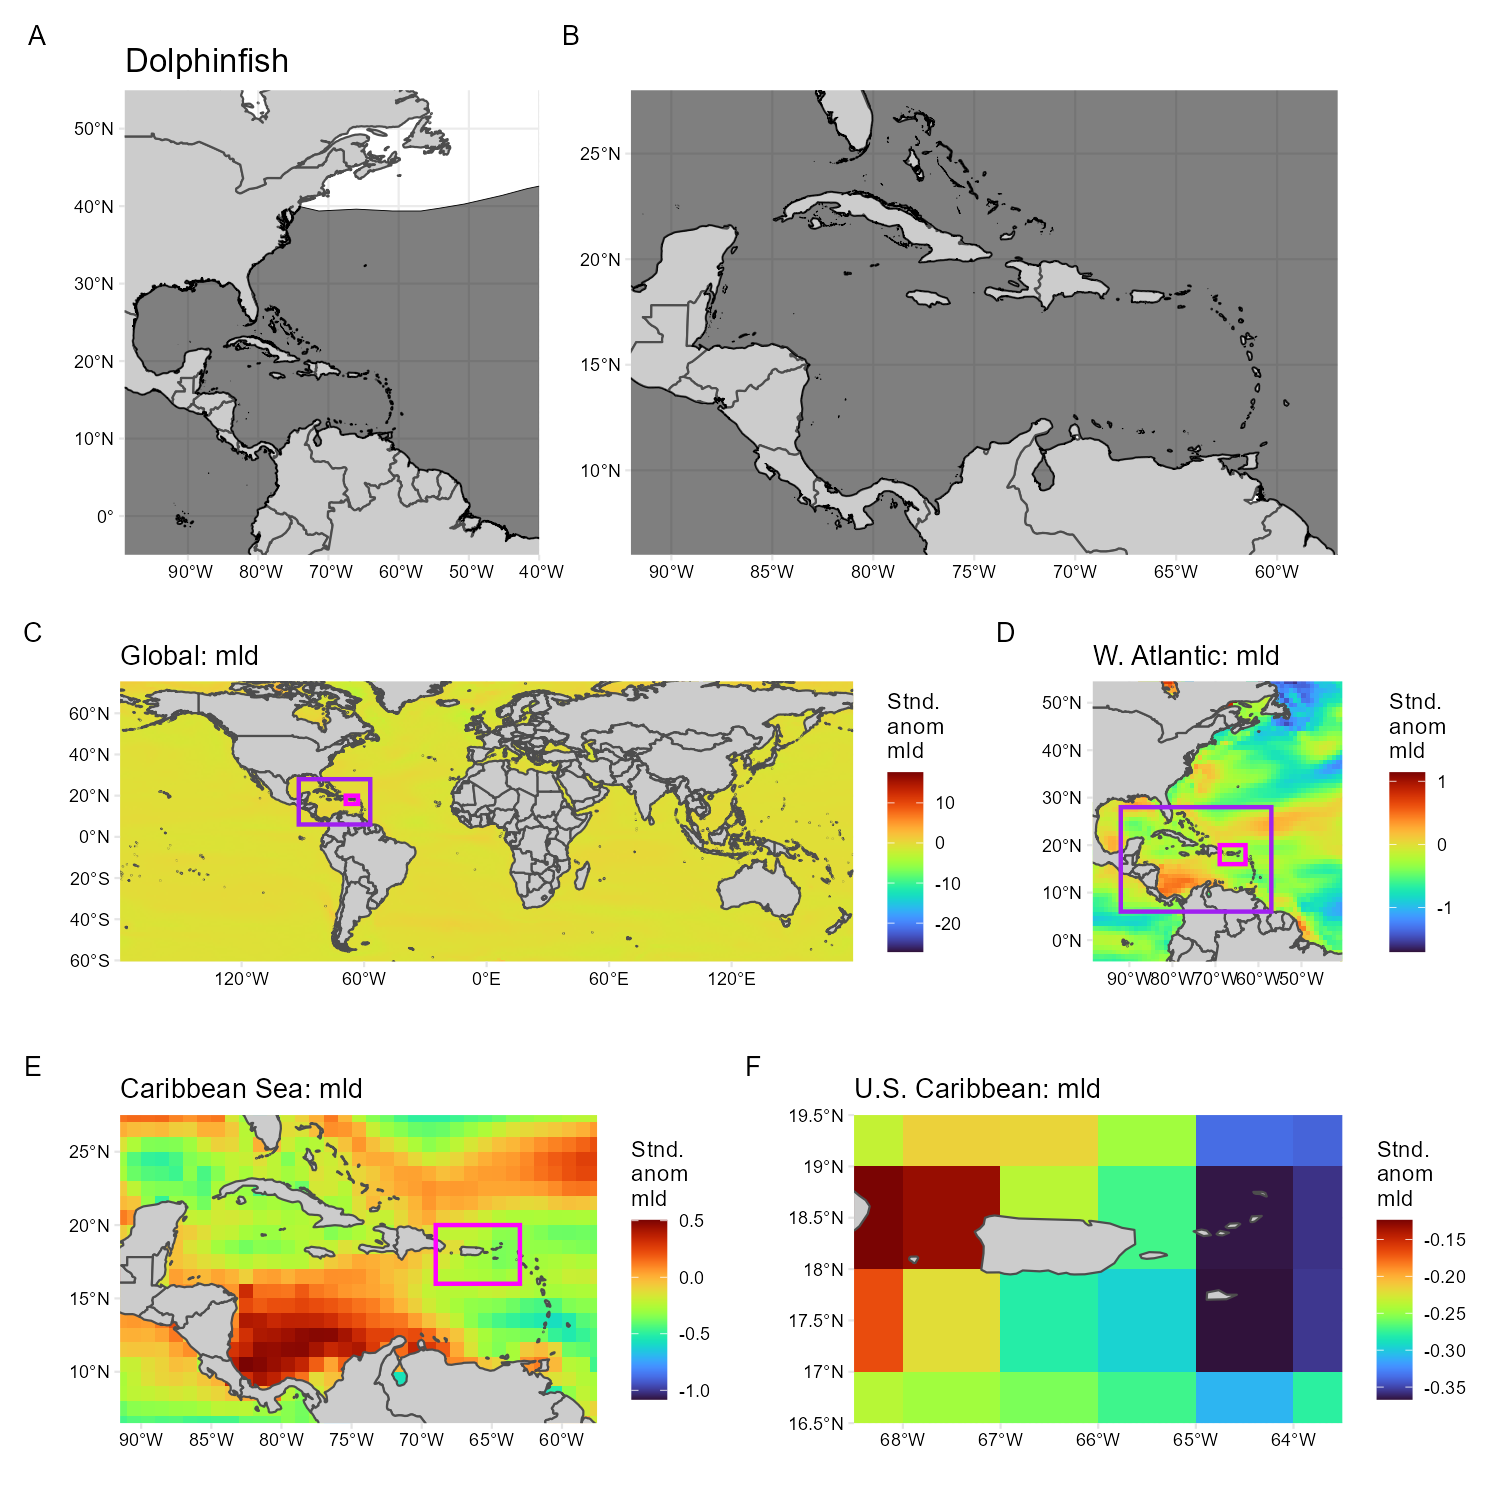 A
B
Dolphinfish
50°N
40°N
30°N
20°N
10°N
0°
90°W 80°W 70°W 60°W 50°W 40°W
25°N
20°N
15°N
10°N
90°W 85°W 80°W 75°W 70°W 65°W 60°W
C
Global: mld
60°N
40°N
20°N
0°N
20°S
40°S
60°S
120°W 60°W 0°E 60°E 120°E
Stnd.
anom
mld
10
0
-10
-20
D
W. Atlantic: mld
50°N
40°N
30°N
20°N
10°N
0°N
90°W 80°W 70°W 60°W 50°W
Stnd.
anom
mld
1
0
-1
E
Caribbean Sea: mld
25°N
20°N
15°N
10°N
90°W 85°W 80°W 75°W 70°W 65°W 60°W
Stnd.
anom
mld
0.5
0.0
-0.5
-1.0
F
U.S. Caribbean: mld
19.5°N
19°N
18.5°N
18°N
17.5°N
17°N
16.5°N
68°W 67°W 66°W 65°W 64°W
Stnd.
anom
mld
-0.15
-0.20
-0.25
-0.30
-0.35